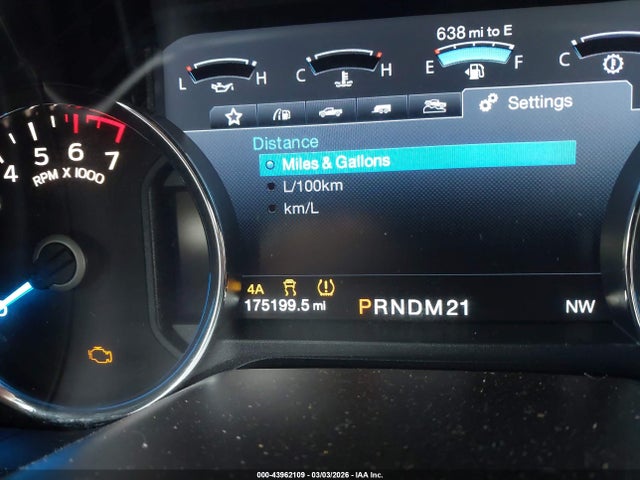 638 mi to E
L H C H E F C
Settings
Distance
Miles & Gallons
L/100km
km/L
4 5 6 7
RPM X 1000
0
4A
175199.5 mi
PRNDM21
NW
000-43962109 - 03/03/2026 - IAA Inc.